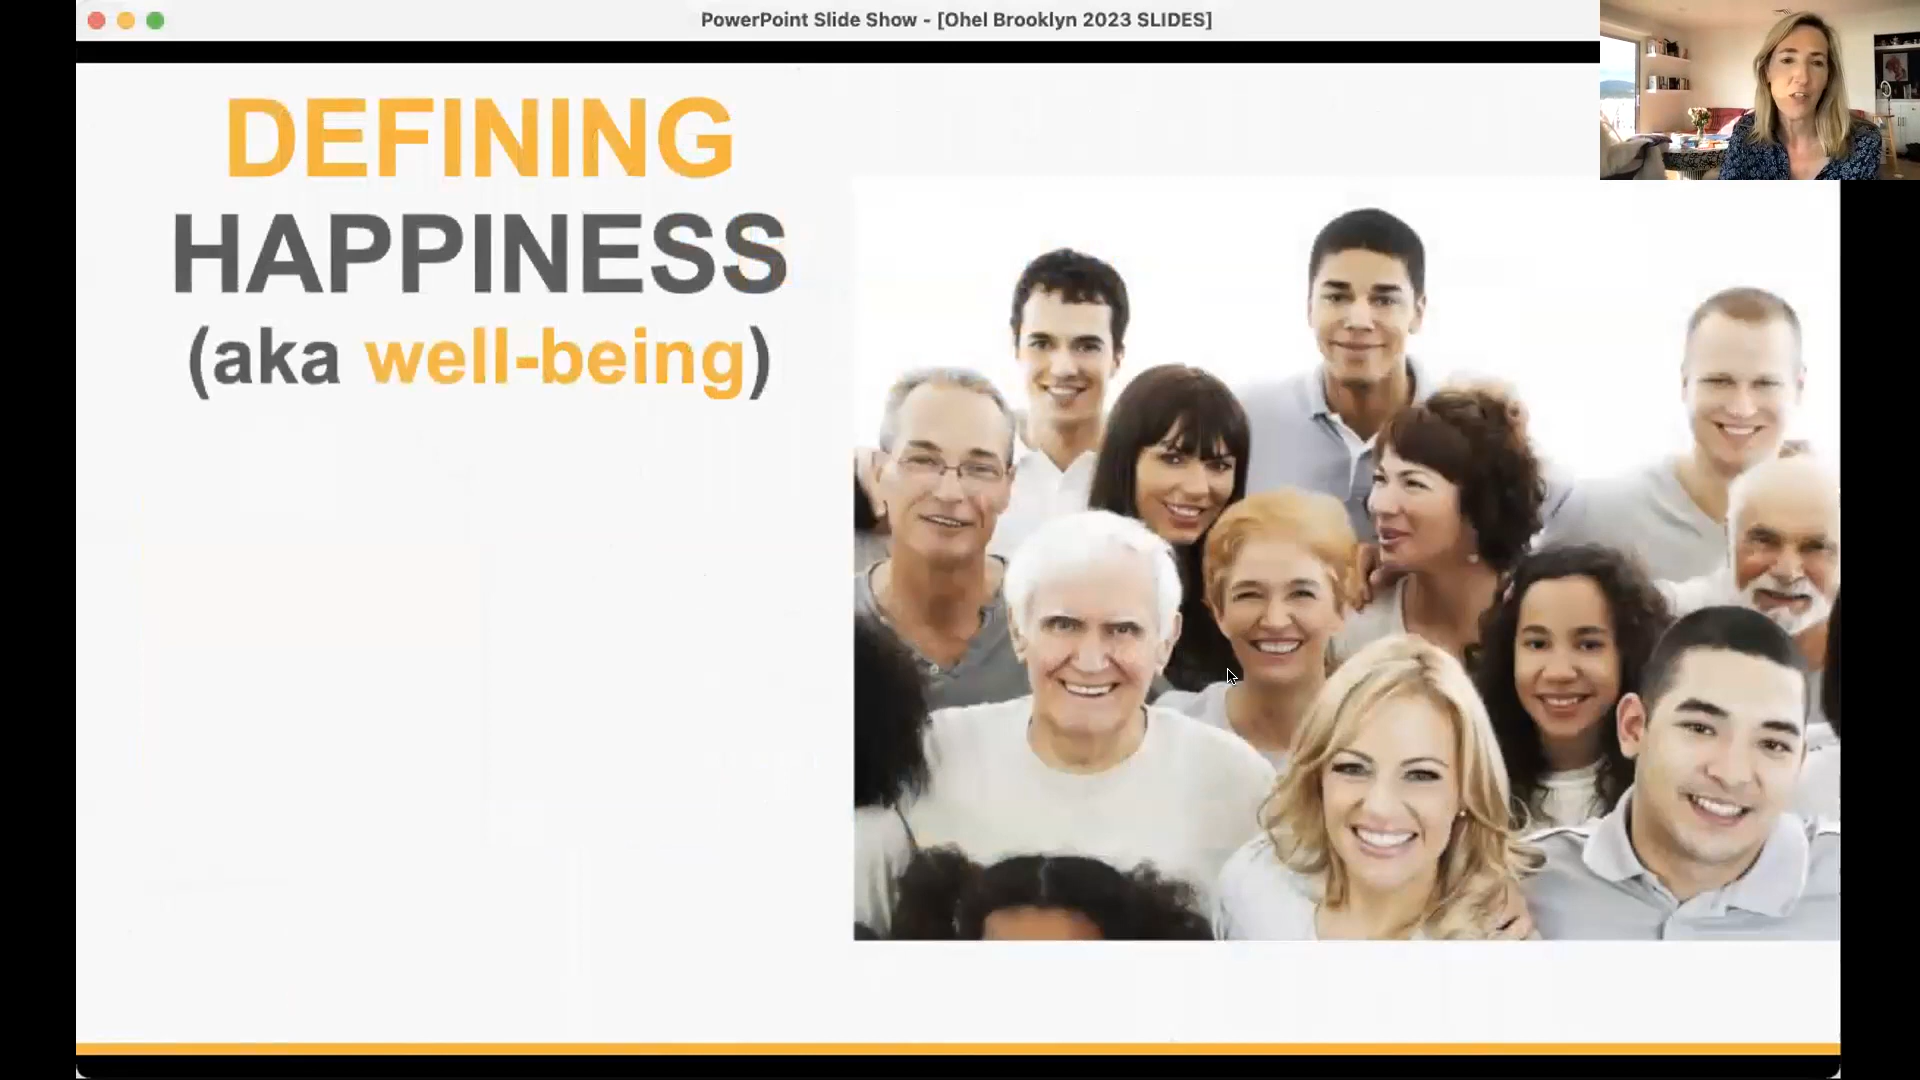 PowerPoint Slide Show - [Ohel Brooklyn 2023 SLIDES]
DEFINING
HAPPINESS
(aka well-being)